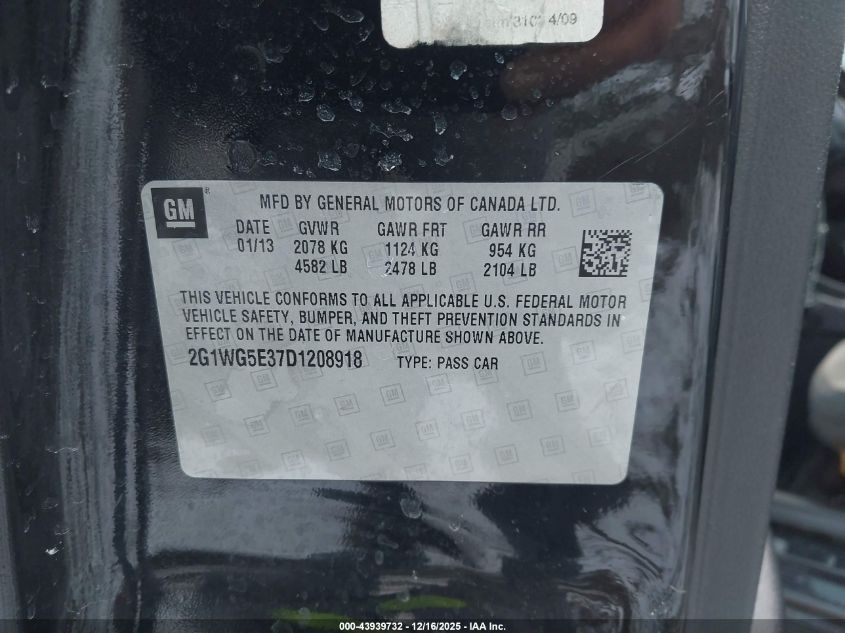 4/09
GM
MFD BY GENERAL MOTORS OF CANADA LTD.
DATE GVWR GAWR FRT GAWR RR
01/13 2078 KG 1124 KG 954 KG
4582 LB 2478 LB 2104 LB
THIS VEHICLE CONFORMS TO ALL APPLICABLE U.S. FEDERAL MOTOR
VEHICLE SAFETY, BUMPER, AND THEFT PREVENTION STANDARDS IN
EFFECT ON THE DATE OF MANUFACTURE SHOWN ABOVE.
2G1WG5E37D1208918 TYPE: PASS CAR
000-43939732 - 12/16/2025 - IAA Inc.